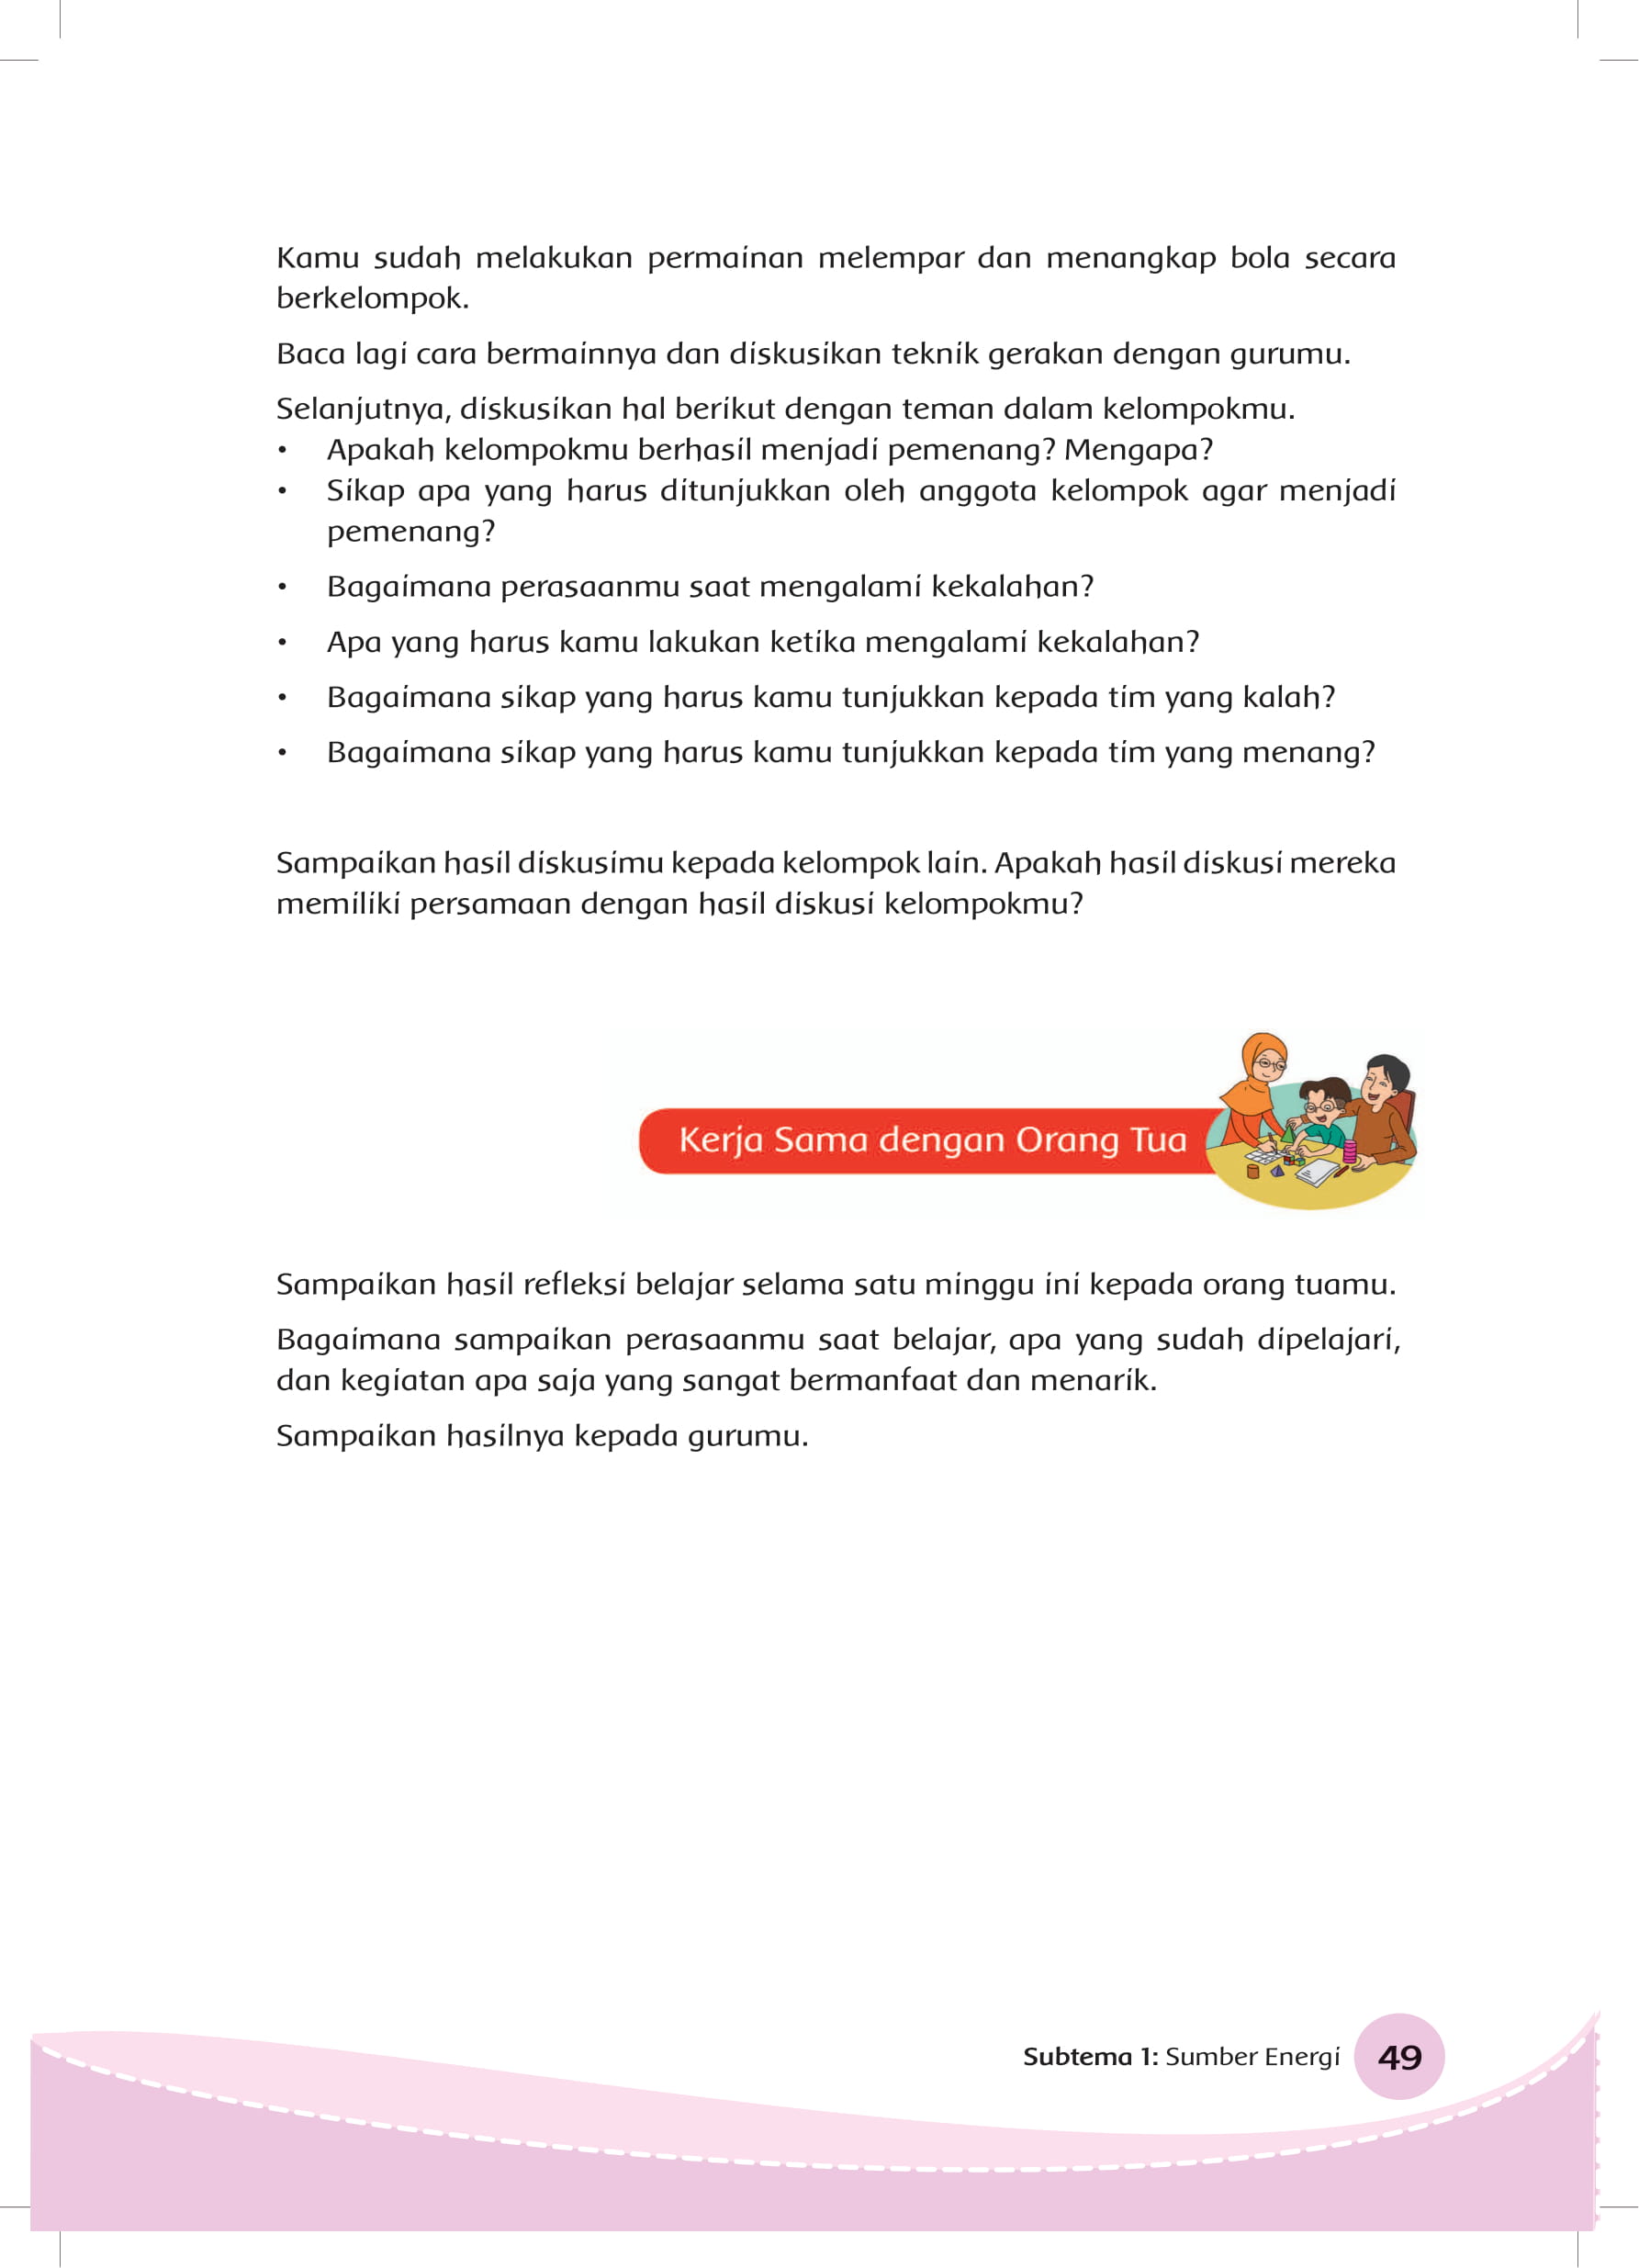 Kamu sudah melakukan permainan melempar dan menangkap bola secara
berkelompok.
Baca lagi cara bermainnya dan diskusikan teknik gerakan dengan gurumu.
Selanjutnya, diskusikan hal berikut dengan teman dalam kelompokmu.
• Apakah kelompokmu berhasil menjadi pemenang? Mengapa?
• Sikap apa yang harus ditunjukkan oleh anggota kelompok agar menjadi
pemenang?
• Bagaimana perasaanmu saat mengalami kekalahan?
• Apa yang harus kamu lakukan ketika mengalami kekalahan?
• Bagaimana sikap yang harus kamu tunjukkan kepada tim yang kalah?
• Bagaimana sikap yang harus kamu tunjukkan kepada tim yang menang?
Sampaikan hasil diskusimu kepada kelompok lain. Apakah hasil diskusi mereka
memiliki persamaan dengan hasil diskusi kelompokmu?
Kerja Sama dengan Orang Tua
Sampaikan hasil refleksi belajar selama satu minggu ini kepada orang tuamu.
Bagaimana sampaikan perasaanmu saat belajar, apa yang sudah dipelajari,
dan kegiatan apa saja yang sangat bermanfaat dan menarik.
Sampaikan hasilnya kepada gurumu.
Subtema 1: Sumber Energi 49